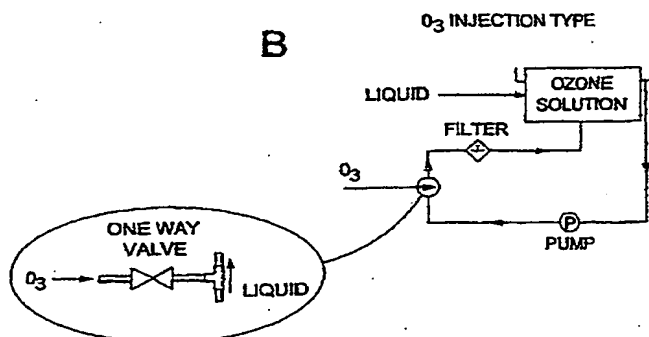 B
O3 INJECTION TYPE
LIQUID
OZONE
SOLUTION
FILTER
O3
P
PUMP
ONE WAY
VALVE
O3
LIQUID